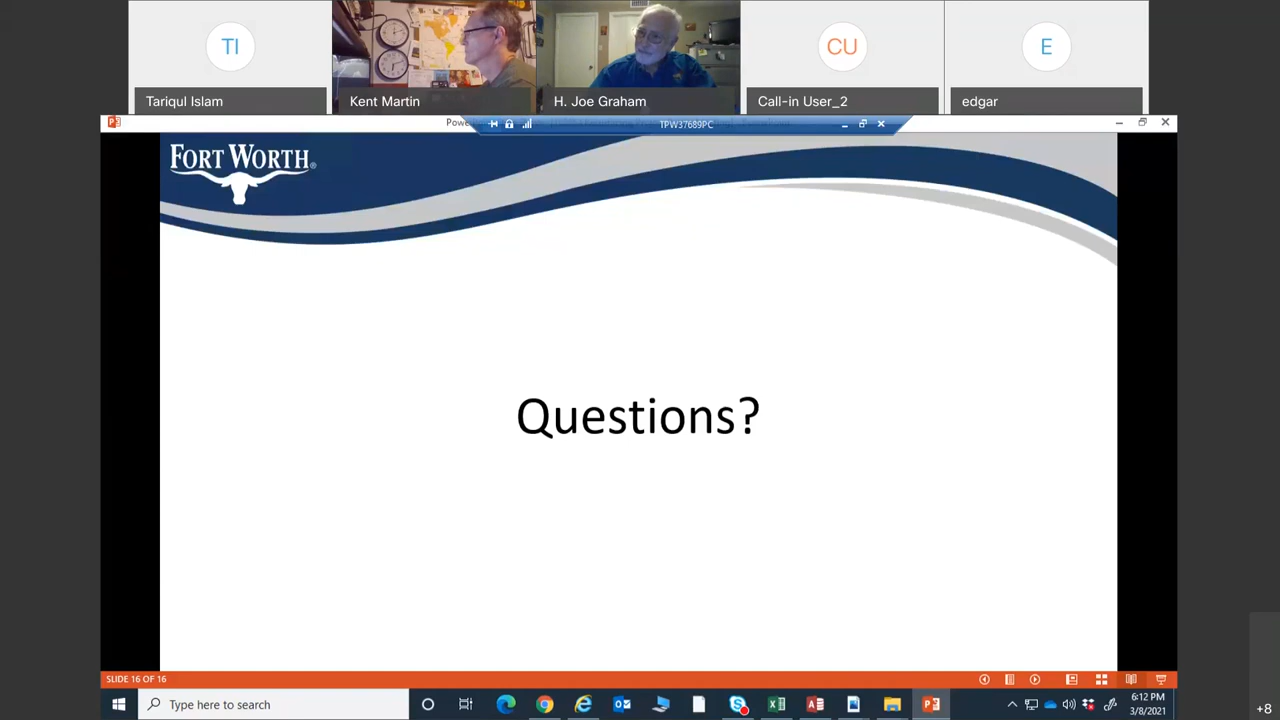 TI
CU
E
Tariqul Islam
Kent Martin
H. Joe Graham
Call-in User_2
edgar
TPW37689PC
FORT WORTH®
Questions?
SLIDE 16 OF 16
Type here to search
6:12 PM
3/8/2021
+8